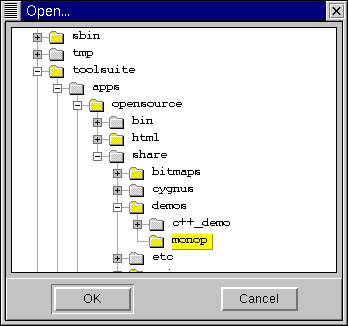 Open...
sbin
tmp
toolsuite
apps
opensource
bin
html
share
bitmaps
cygnus
demos
c++_demo
monop
etc
OK Cancel